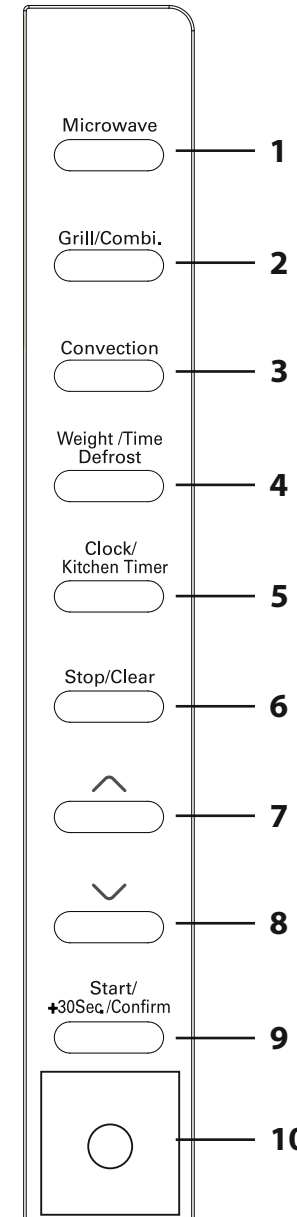 Microwave
1
Grill/Combi.
2
Convection
3
Weight /Time
Defrost
4
Clock/
Kitchen Timer
5
Stop/Clear
6
7
8
Start/
+30Sec./Confirm
9
10